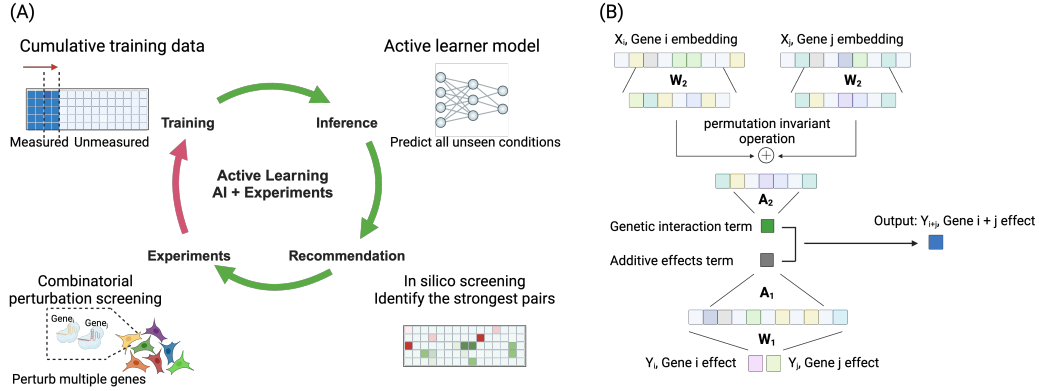 (A)
Cumulative training data
Active learner model
Measured Unmeasured
Training
Inference
Predict all unseen conditions
Active Learning
AI + Experiments
Experiments
Recommendation
Combinatorial
perturbation screening
Geneᵢ
Geneⱼ
Perturb multiple genes
In silico screening
Identify the strongest pairs
(B)
Xᵢ, Gene i embedding
Xⱼ, Gene j embedding
W₂
W₂
permutation invariant
operation
A₂
Genetic interaction term
Output: Yᵢ₊ⱼ, Gene i + j effect
Additive effects term
A₁
W₁
Yᵢ, Gene i effect
Yⱼ, Gene j effect